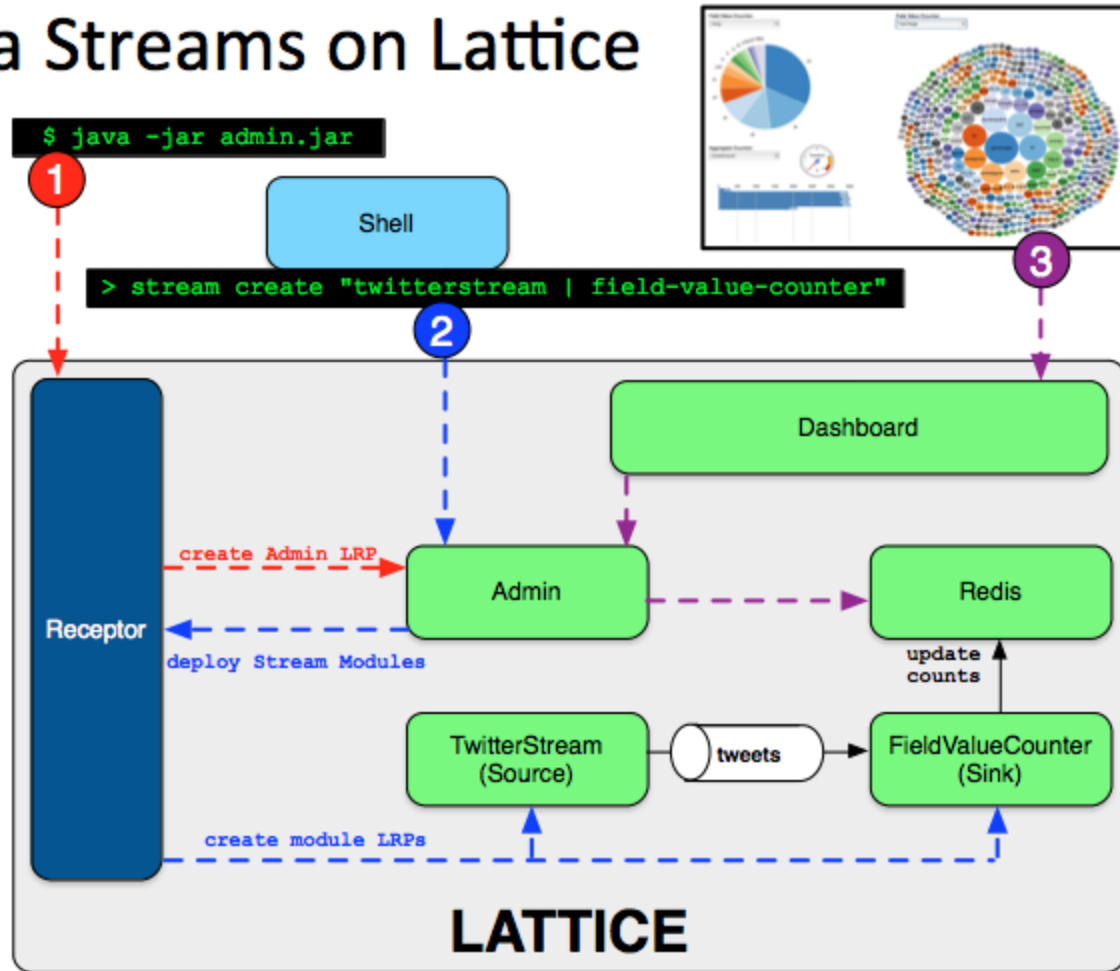 a Streams on Lattice
$ java -jar admin.jar
1
Shell
> stream create "twitterstream | field-value-counter"
2
3
Dashboard
create Admin LRP
Admin
Redis
Receptor
deploy Stream Modules
update
counts
TwitterStream
(Source)
tweets
FieldValueCounter
(Sink)
create module LRPs
LATTICE